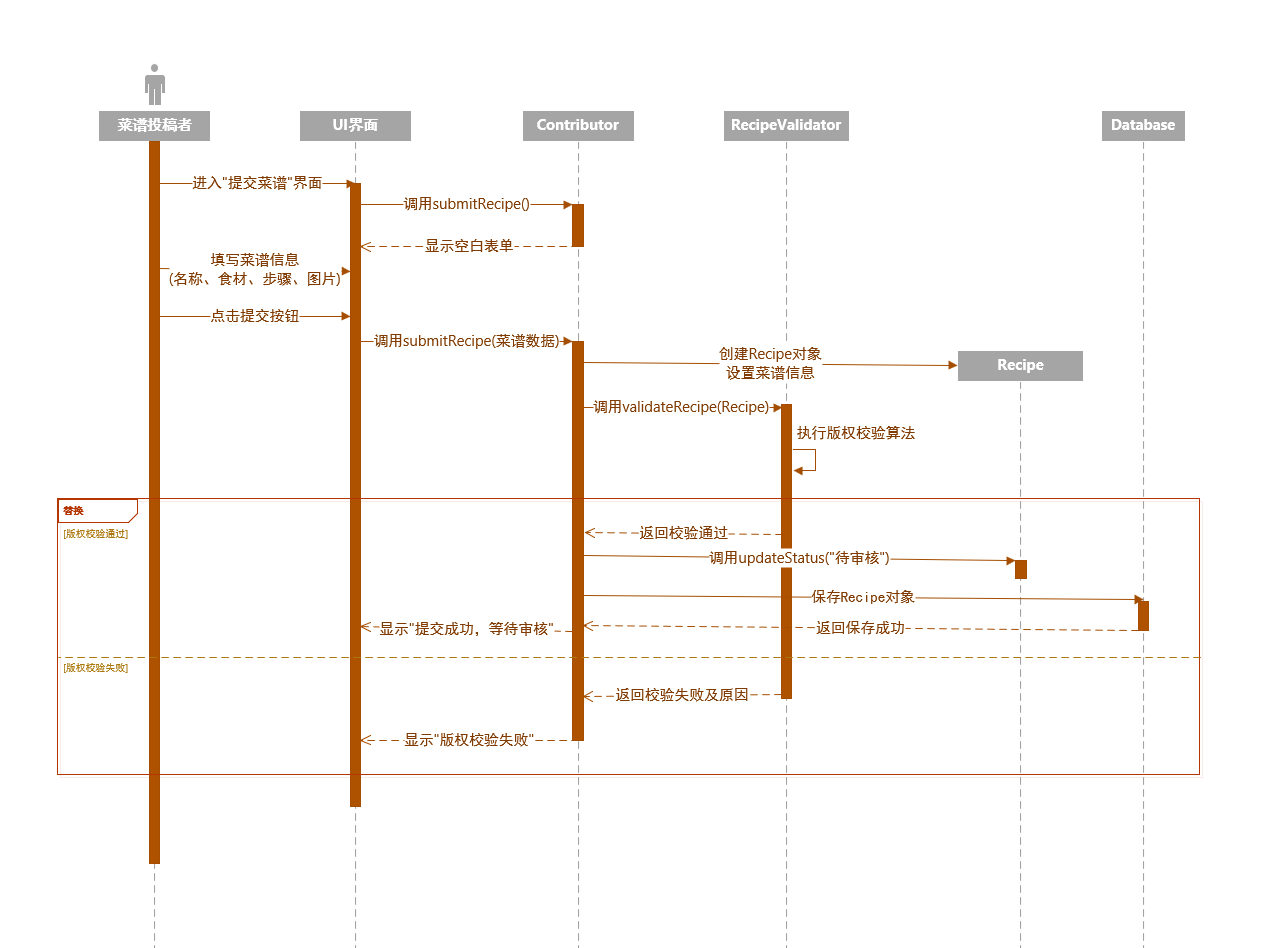 菜谱投稿者
UI界面
Contributor
RecipeValidator
Database
进入"提交菜谱"界面
调用submitRecipe()
显示空白表单
填写菜谱信息
(名称、食材、步骤、图片)
点击提交按钮
调用submitRecipe(菜谱数据)
创建Recipe对象
设置菜谱信息
Recipe
调用validateRecipe(Recipe)
执行版权校验算法
替换
[版权校验通过]
返回校验通过
调用updateStatus("待审核")
保存Recipe对象
返回保存成功
显示"提交成功，等待审核"
[版权校验失败]
返回校验失败及原因
显示"版权校验失败"